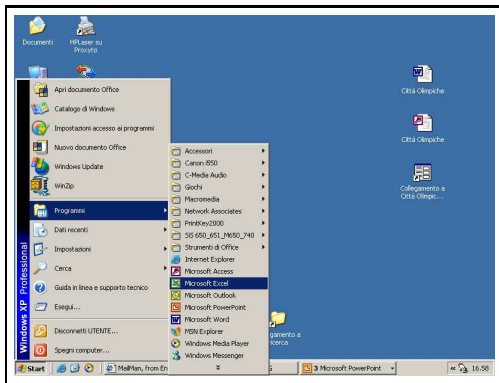 Documenti
HPLaser su
Proxyto
Città Olimpiche
Città Olimpiche
Collegamento a
Città Olimpic...
Apri documento Office
Catalogo di Windows
Impostazioni accesso ai programmi
Nuovo documento Office
Windows Update
WinZip
Programmi
Dati recenti
Impostazioni
Cerca
Guida in linea e supporto tecnico
Esegui...
Disconnetti UTENTE...
Spegni computer...
Windows XP Professional
Accessori
Canon i550
C-Media Audio
Giochi
Macromedia
Network Associates
PrintKey2000
SiS 650_651_M650_740
Strumenti di Office
Internet Explorer
Microsoft Access
Microsoft Excel
Microsoft Outlook
Microsoft PowerPoint
Microsoft Word
MSN Explorer
Windows Media Player
Windows Messenger
gamento a
icerca
Start
MailMan, from En
3 Microsoft PowerPoint
16.58